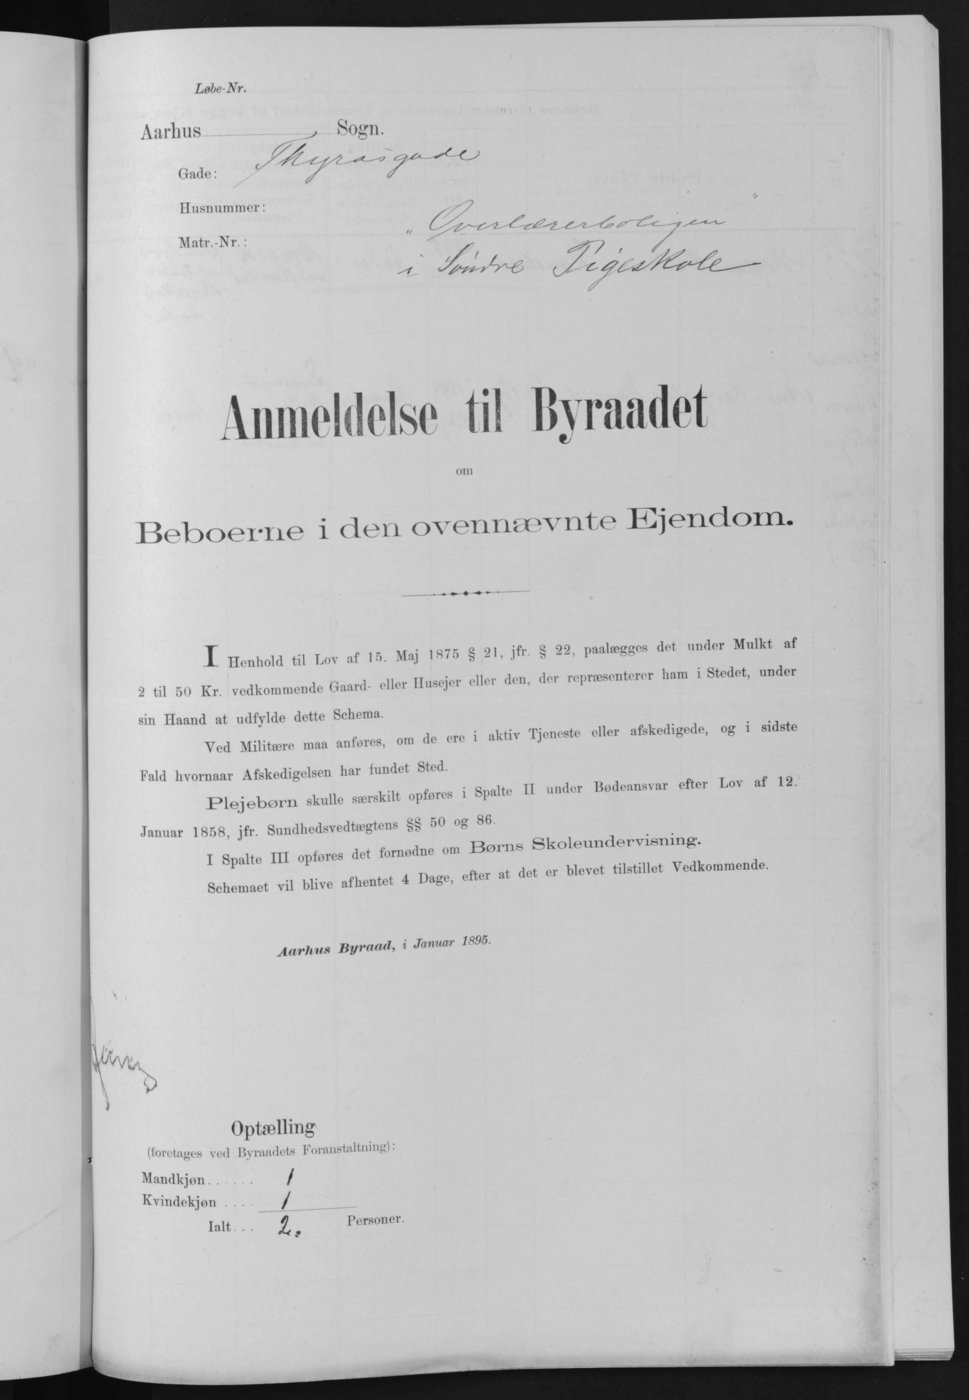 Løbe-Nr.
Aarhus Sogn.
Gade: Thyrasgade
Husnummer:
Matr.-Nr.: „Overlærerboligen"
i Søndre Pigeskole
Anmeldelse til Byraadet
om
Beboerne i den ovennævnte Ejendom.
I Henhold til Lov af 15. Maj 1875 § 21, jfr. § 22, paalægges det under Mulkt af
2 til 50 Kr. vedkommende Gaard- eller Husejer eller den, der repræsenterer ham i Stedet, under
sin Haand at udfylde dette Schema.
Ved Militære maa anføres, om de ere i aktiv Tjeneste eller afskedigede, og i sidste
Fald hvornaar Afskedigelsen har fundet Sted.
Plejebørn skulle særskilt opføres i Spalte II under Bødeansvar efter Lov af 12.
Januar 1858, jfr. Sundhedsvedtægtens §§ 50 og 86.
I Spalte III opføres det fornødne om Børns Skoleundervisning.
Schemaet vil blive afhentet 4 Dage, efter at det er blevet tilstillet Vedkommende.
Aarhus Byraad, i Januar 1895.
Optælling
(foretages ved Byraadets Foranstaltning):
Mandkjøn...... 1
Kvindekjøn .... 1
Ialt... 2. Personer.